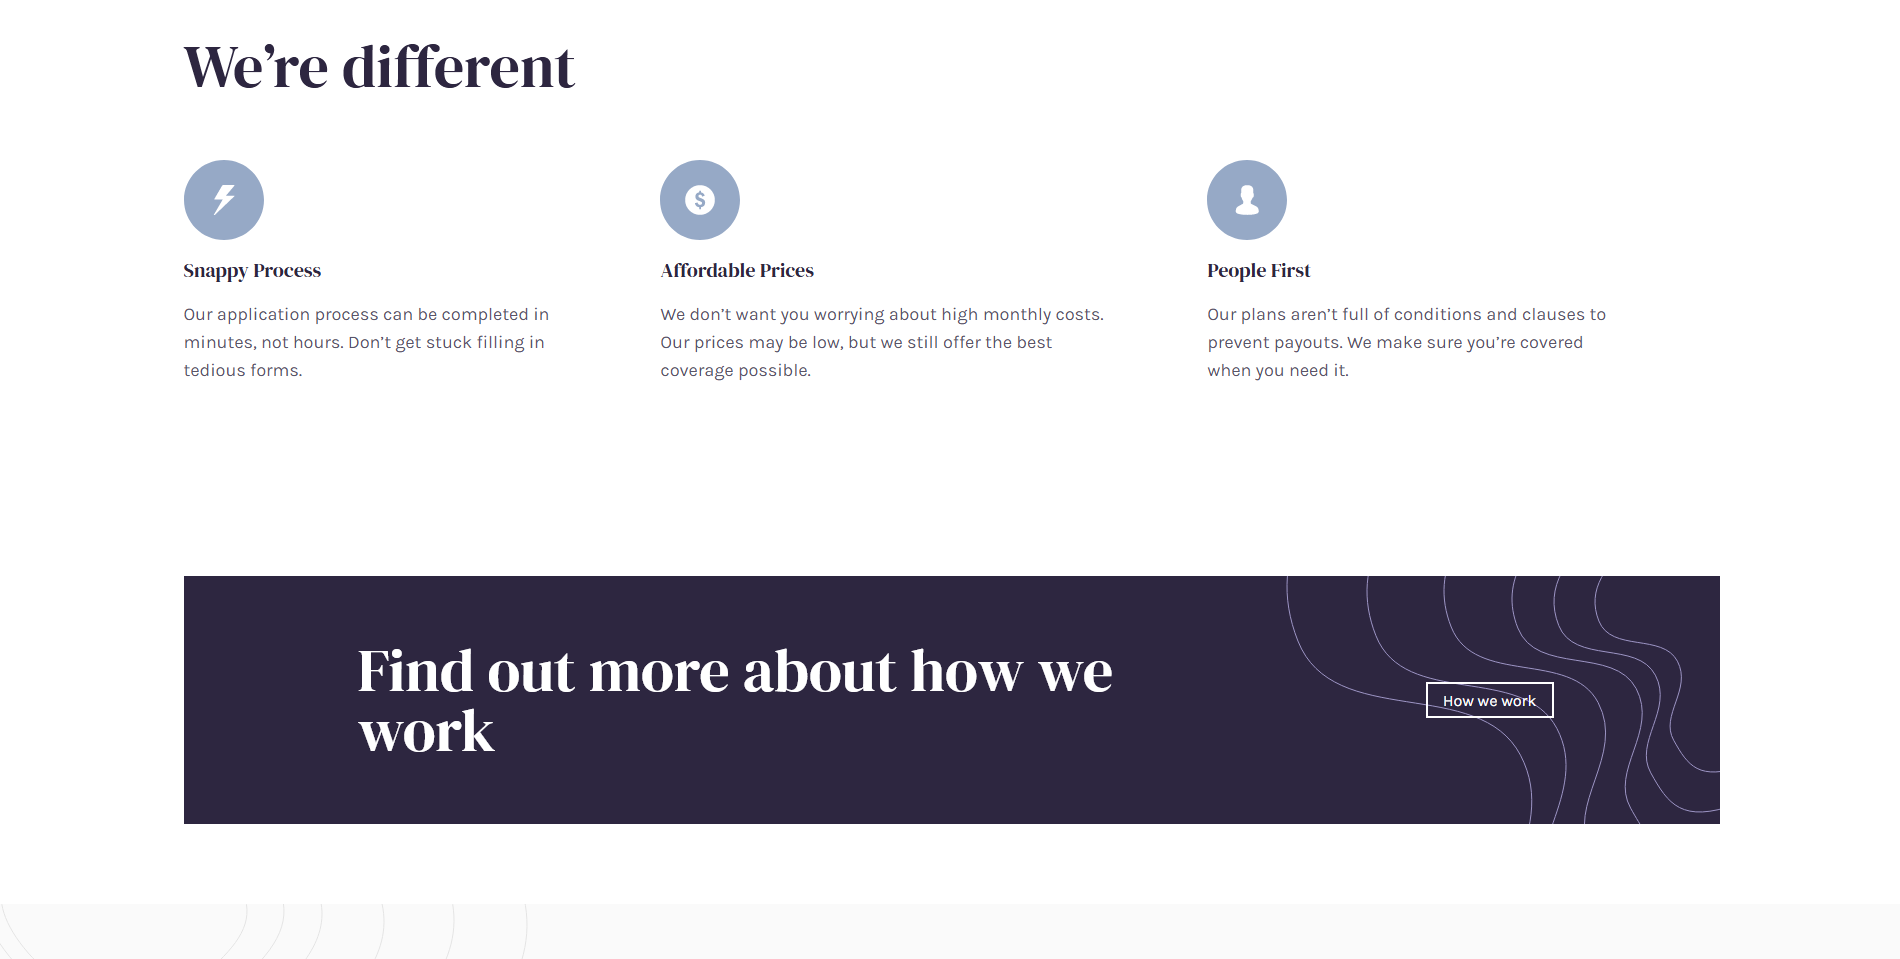 We’re different
Snappy Process
Our application process can be completed in
minutes, not hours. Don’t get stuck filling in
tedious forms.
Affordable Prices
We don’t want you worrying about high monthly costs.
Our prices may be low, but we still offer the best
coverage possible.
People First
Our plans aren’t full of conditions and clauses to
prevent payouts. We make sure you’re covered
when you need it.
Find out more about how we
work
How we work